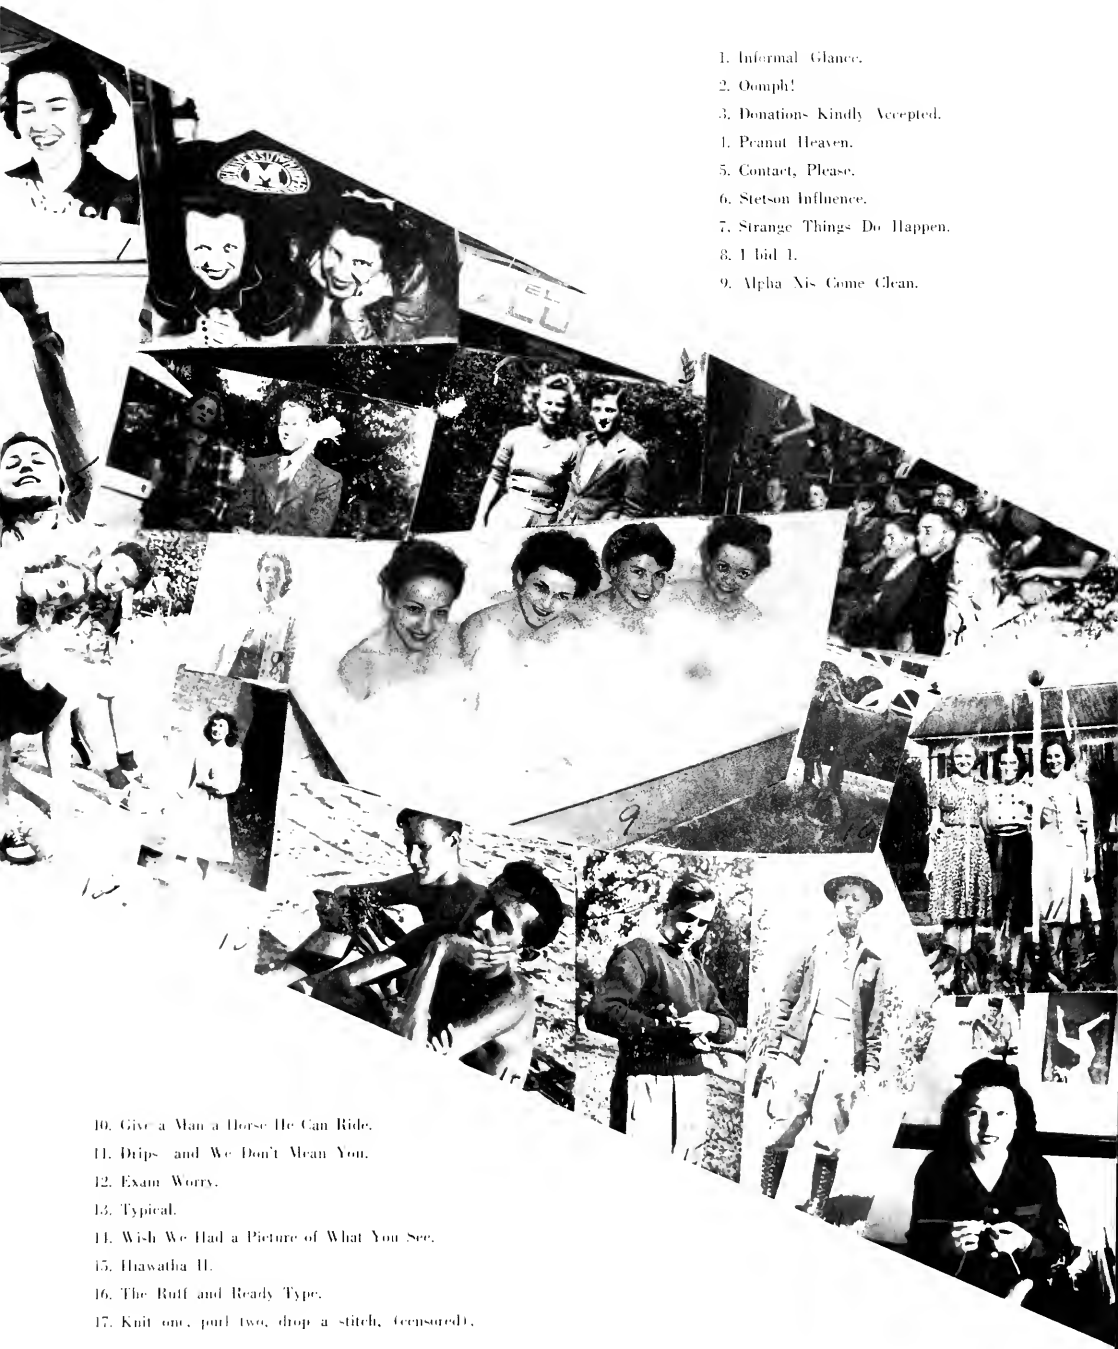 1. Informal Glance.
2. Oomph!
3. Donations Kindly Accepted.
4. Peanut Heaven.
5. Contact, Please.
6. Stetson Influence.
7. Strange Things Do Happen.
8. I bid 1.
9. Alpha Xis Come Clean.
M
EL
1
9
10. Give a Man a Horse He Can Ride.
11. Drips and We Don't Mean You.
12. Exam Worry.
13. Typical.
14. Wish We Had a Picture of What You See.
15. Hiawatha II.
16. The Ruff and Ready Type.
17. Knit one, purl two, drop a stitch, (censored).